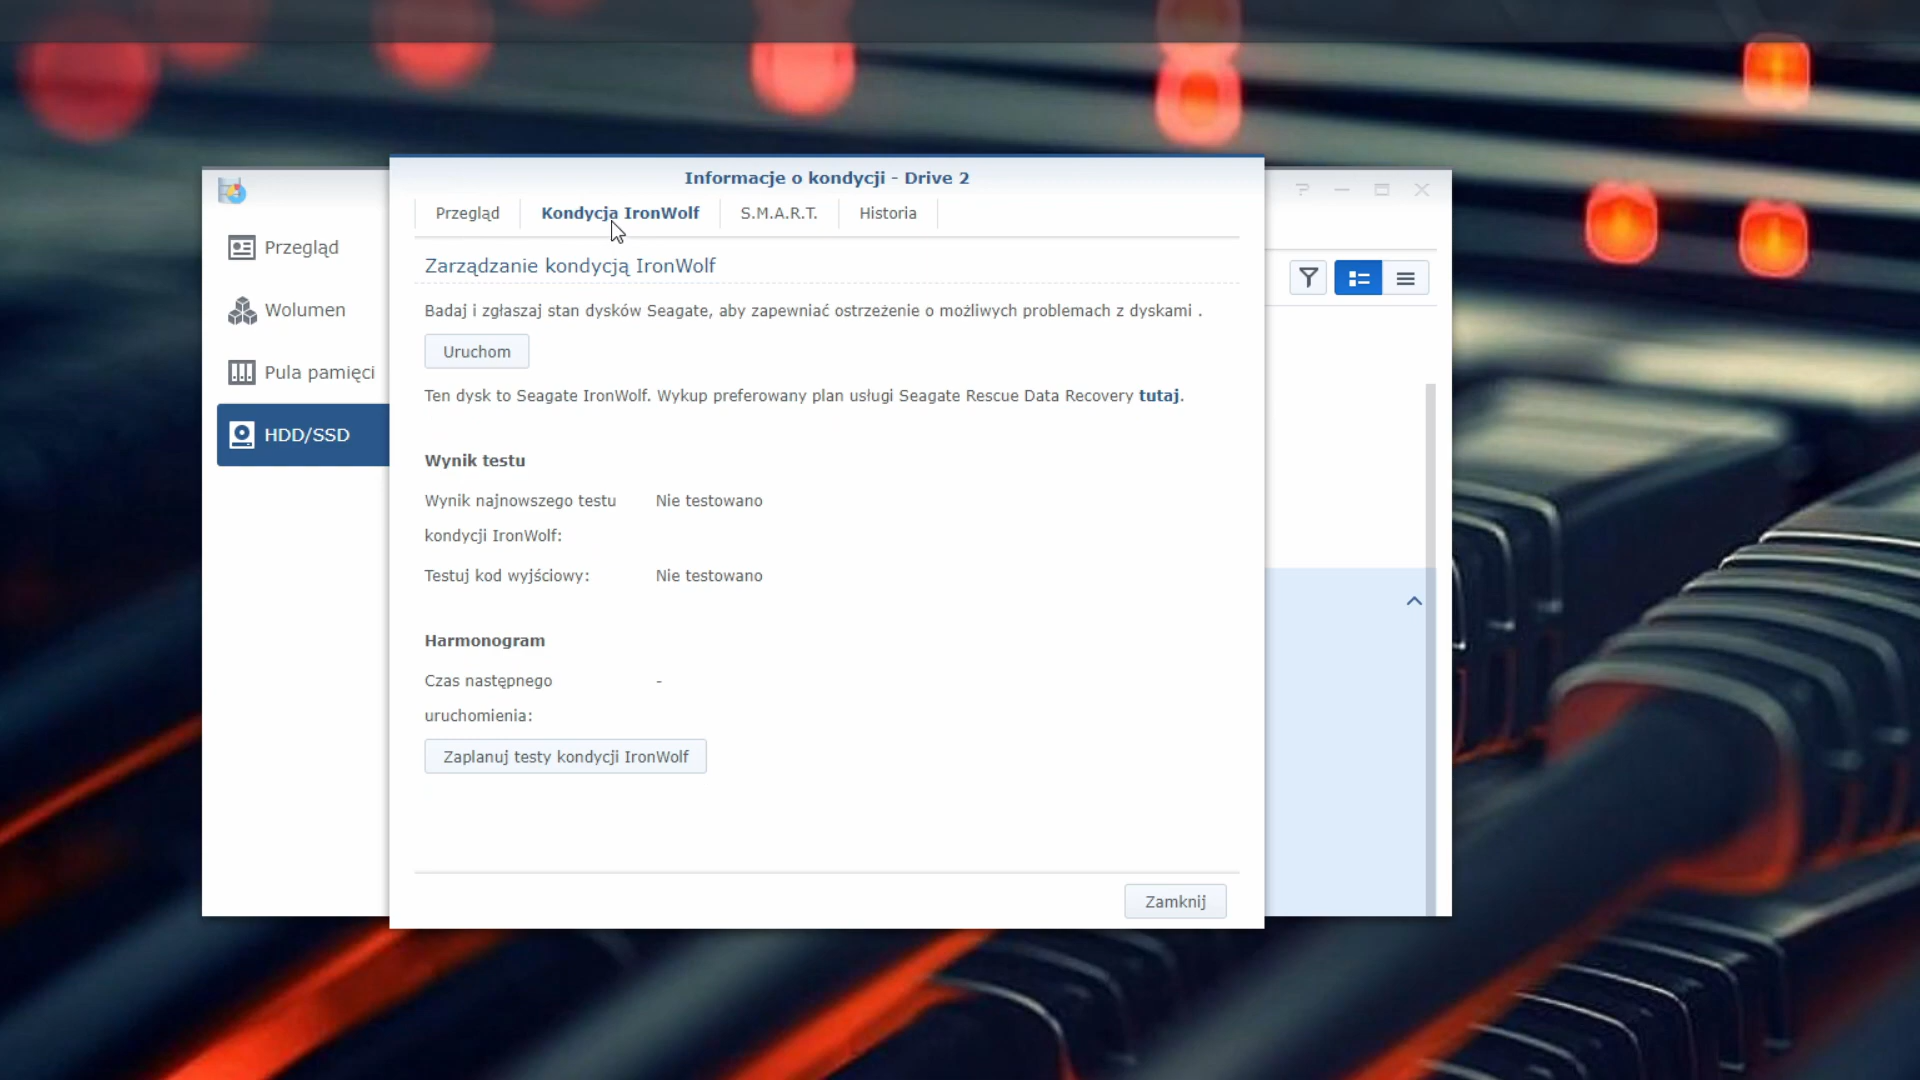 Informacje o kondycji - Drive 2
Przegląd
Kondycja IronWolf
S.M.A.R.T.
Historia
Przegląd
Wolumen
Pula pamięci
HDD/SSD
Zarządzanie kondycją IronWolf
Badaj i zgłaszaj stan dysków Seagate, aby zapewniać ostrzeżenie o możliwych problemach z dyskami .
Uruchom
Ten dysk to Seagate IronWolf. Wykup preferowany plan usługi Seagate Rescue Data Recovery tutaj.
Wynik testu
Wynik najnowszego testu
kondycji IronWolf:
Nie testowano
Testuj kod wyjściowy:
Nie testowano
Harmonogram
Czas następnego
uruchomienia:
-
Zaplanuj testy kondycji IronWolf
Zamknij